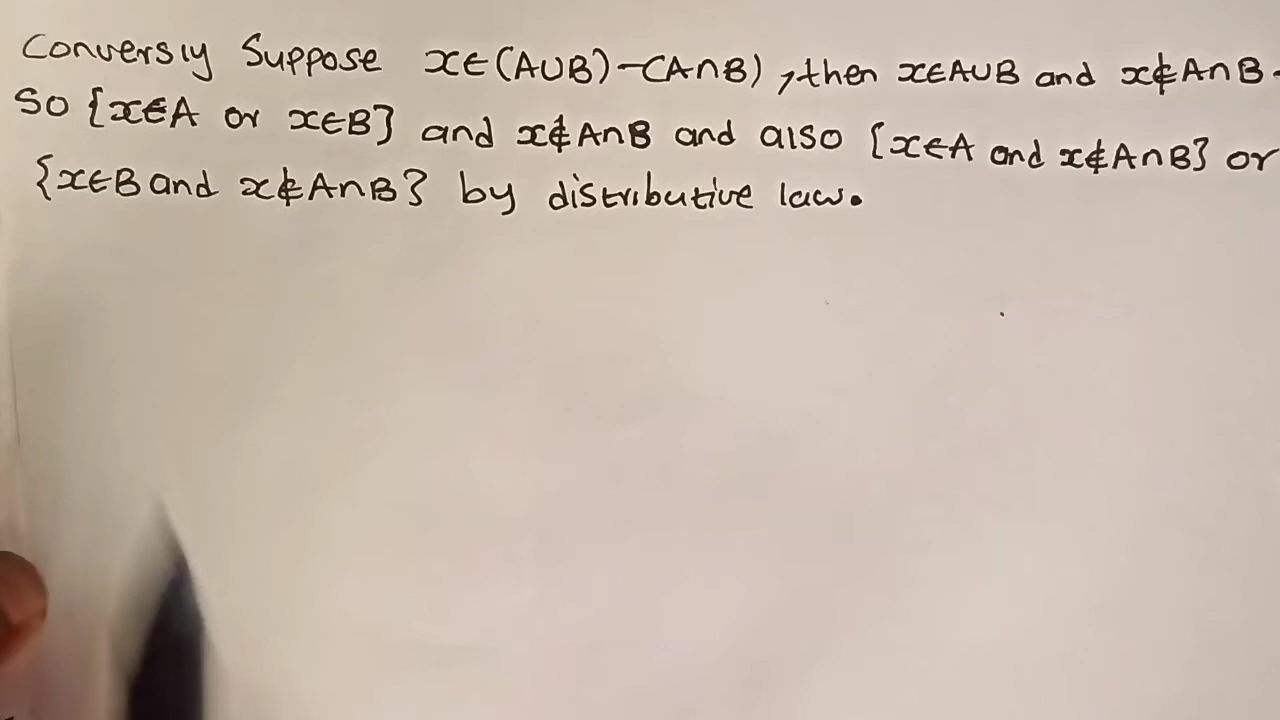 Conversly Suppose x∈(A∪B)-(A∩B), then x∈A∪B and x∉A∩B.
So {x∈A or x∈B} and x∉A∩B and also {x∈A and x∉A∩B} or
{x∈B and x∉A∩B} by distributive law.